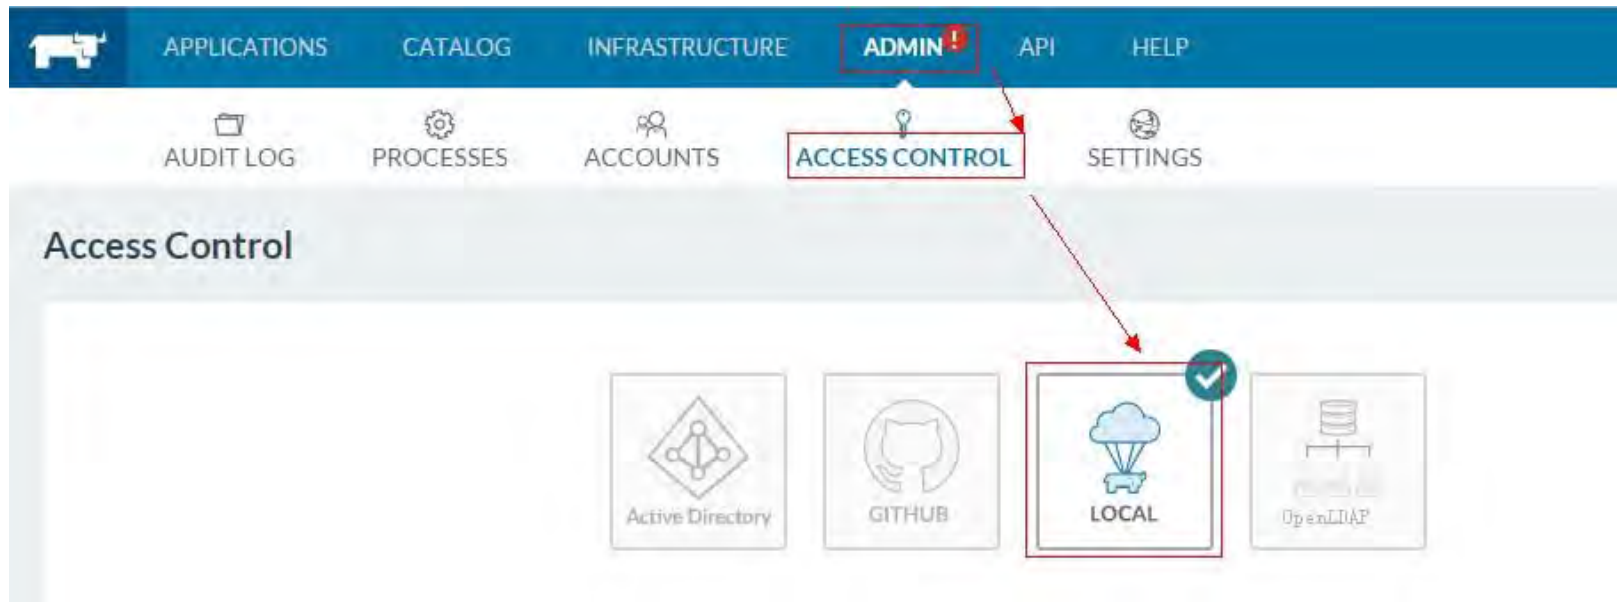 APPLICATIONS CATALOG INFRASTRUCTURE ADMIN ! API HELP
AUDIT LOG PROCESSES ACCOUNTS ACCESS CONTROL SETTINGS
Access Control
Active Directory GITHUB LOCAL OpenLDAP